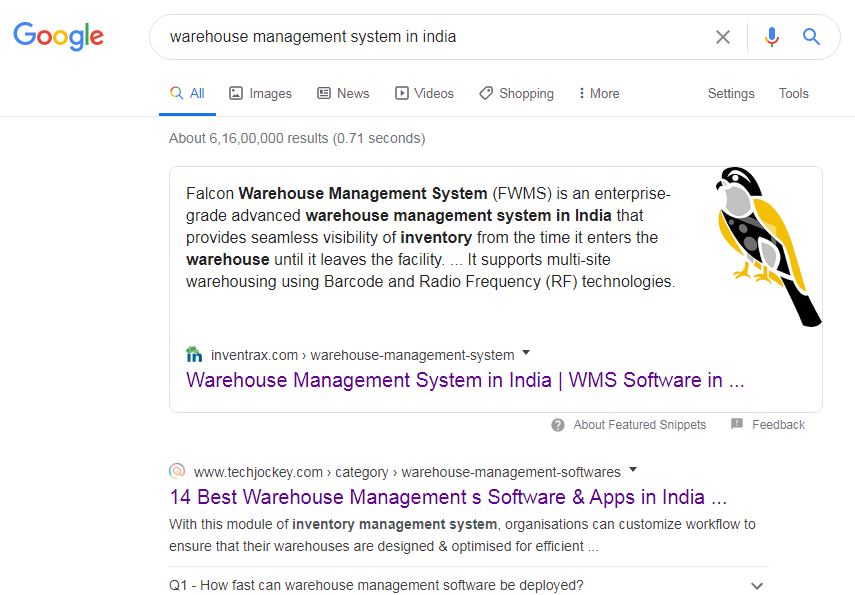 Google
warehouse management system in india
All Images News Videos Shopping More Settings Tools
About 6,16,00,000 results (0.71 seconds)
Falcon Warehouse Management System (FWMS) is an enterprise-
grade advanced warehouse management system in India that
provides seamless visibility of inventory from the time it enters the
warehouse until it leaves the facility. ... It supports multi-site
warehousing using Barcode and Radio Frequency (RF) technologies.
in inventrax.com › warehouse-management-system
Warehouse Management System in India | WMS Software in ...
About Featured Snippets Feedback
www.techjockey.com › category › warehouse-management-softwares
14 Best Warehouse Management s Software & Apps in India ...
With this module of inventory management system, organisations can customize workflow to
ensure that their warehouses are designed & optimised for efficient ...
Q1 - How fast can warehouse management software be deployed?